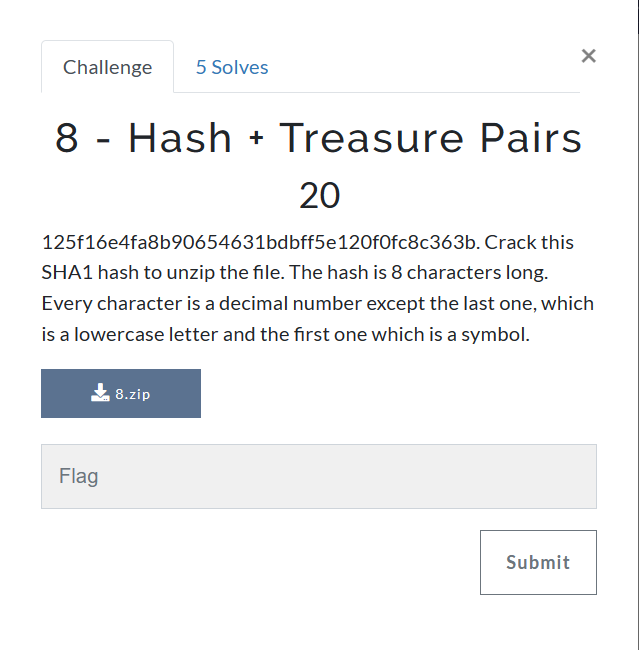 Challenge
5 Solves
×
8 - Hash + Treasure Pairs
20
125f16e4fa8b90654631bdbff5e120f0fc8c363b. Crack this
SHA1 hash to unzip the file. The hash is 8 characters long.
Every character is a decimal number except the last one, which
is a lowercase letter and the first one which is a symbol.
8.zip
Flag
Submit